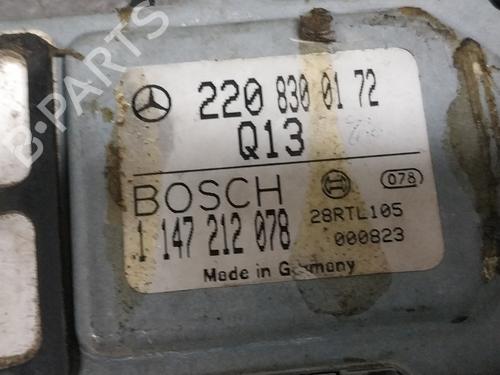 B-PARTS
220 830 01 72
Q13
BOSCH
078
1 147 212 078
28RTL105
000823
Made in Germany